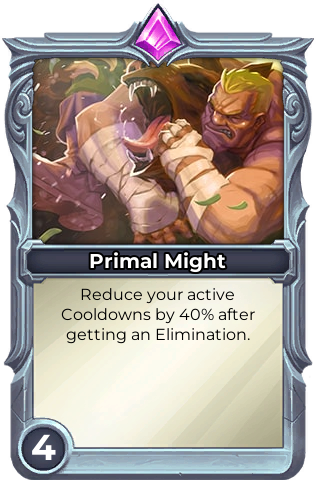 Primal Might
Reduce your active
Cooldowns by 40% after
getting an Elimination.
4